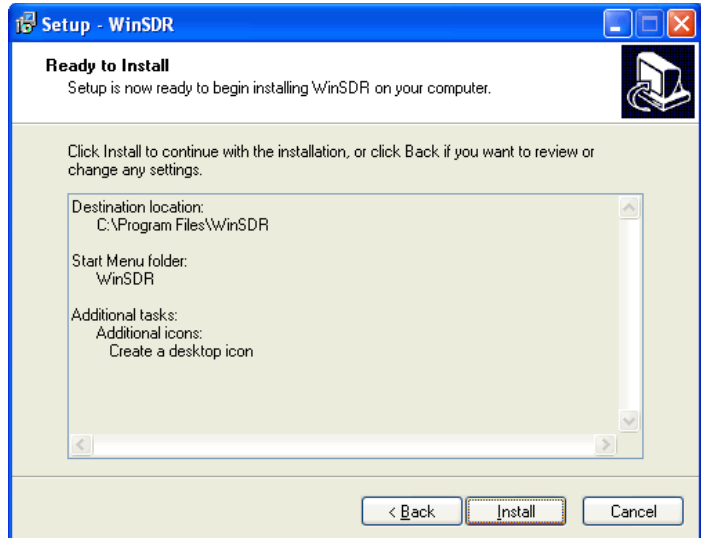 Setup - WinSDR
Ready to Install
Setup is now ready to begin installing WinSDR on your computer.
Click Install to continue with the installation, or click Back if you want to review or
change any settings.
Destination location:
C:\Program Files\WinSDR
Start Menu folder:
WinSDR
Additional tasks:
Additional icons:
Create a desktop icon
< Back
Install
Cancel